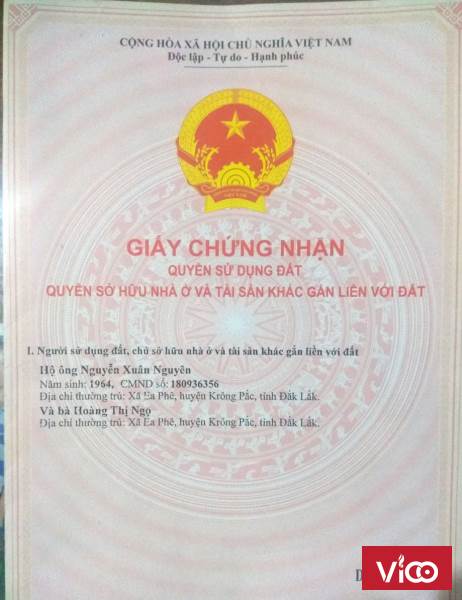 CỘNG HÒA XÃ HỘI CHỦ NGHĨA VIỆT NAM
Độc lập - Tự do - Hạnh phúc
VIỆT NAM
GIẤY CHỨNG NHẬN
QUYỀN SỬ DỤNG ĐẤT
QUYỀN SỞ HỮU NHÀ Ở VÀ TÀI SẢN KHÁC GẮN LIỀN VỚI ĐẤT
I. Người sử dụng đất, chủ sở hữu nhà ở và tài sản khác gắn liền với đất
Hộ ông Nguyễn Xuân Nguyên
Năm sinh: 1964, CMND số: 180936356
Địa chỉ thường trú: Xã Ea Phê, huyện Krông Pắc, tỉnh Đắk Lắk.
Và bà Hoàng Thị Ngọ
Địa chỉ thường trú: Xã Ea Phê, huyện Krông Pắc, tỉnh Đắk Lắk.
ViCO